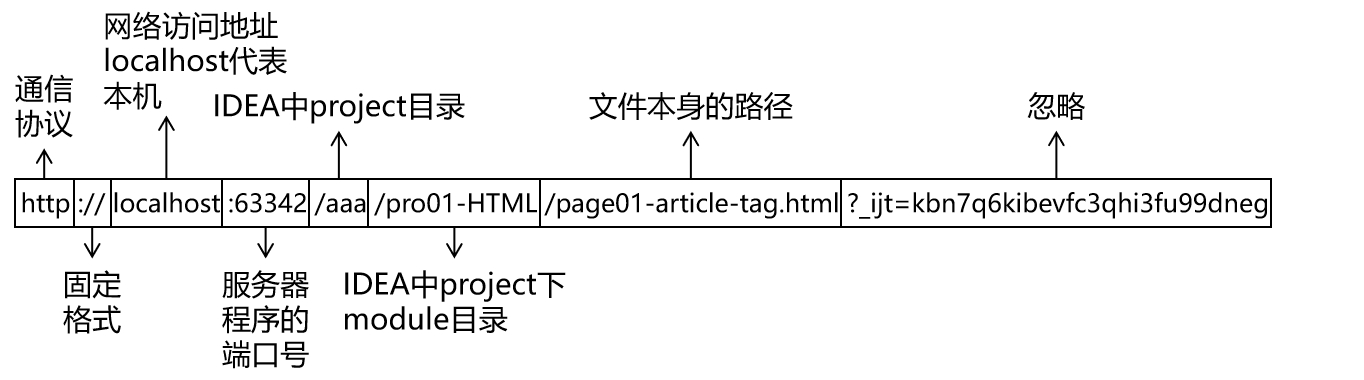 网络访问地址
localhost代表
本机
通信
协议
IDEA中project目录
文件本身的路径
忽略
http :// localhost :63342 /aaa /pro01-HTML /page01-article-tag.html ?_ijt=kbn7q6kibevfc3qhi3fu99dneg
固定
格式
服务器
程序的
端口号
IDEA中project下
module目录